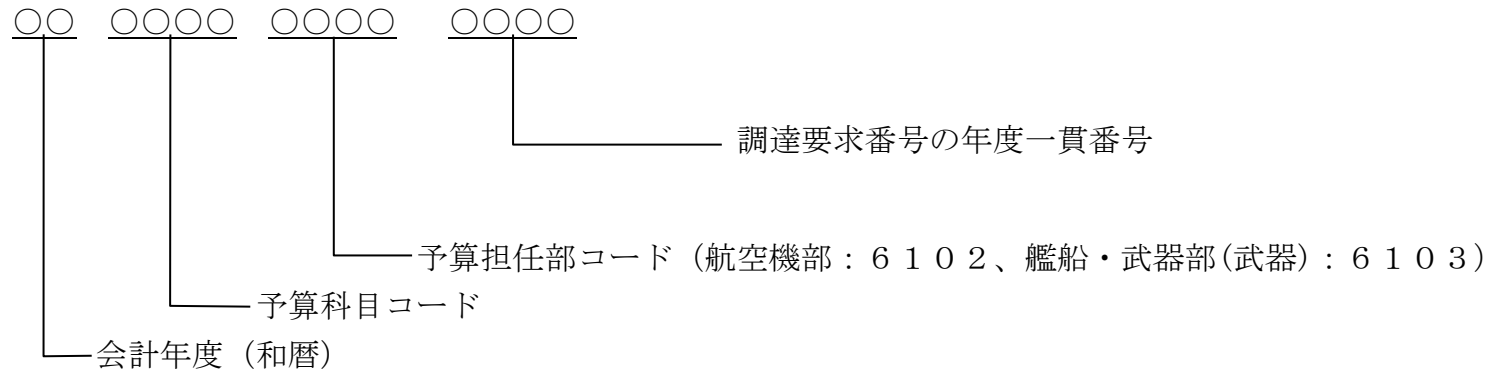 ○○ ○○○○ ○○○○ ○○○○
調達要求番号の年度一貫番号
予算担任部コード（航空機部：６１０２、艦船・武器部(武器)：６１０３）
予算科目コード
会計年度（和暦）